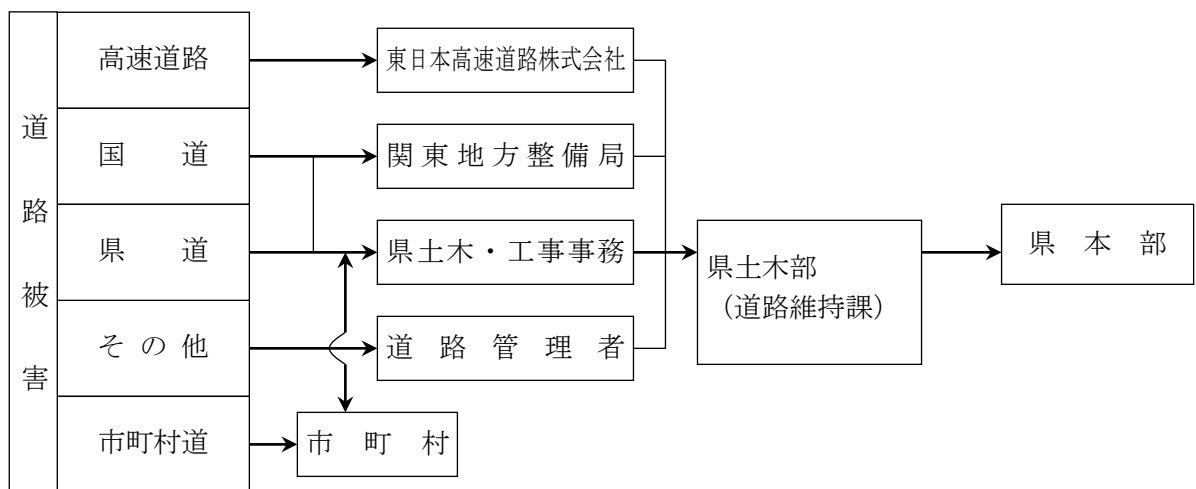 道路被害
高速道路
東日本高速道路株式会社
国道
関東地方整備局
県道
県土木・工事事務
県土木部
（道路維持課）
県本部
その他
道路管理者
市町村道
市町村